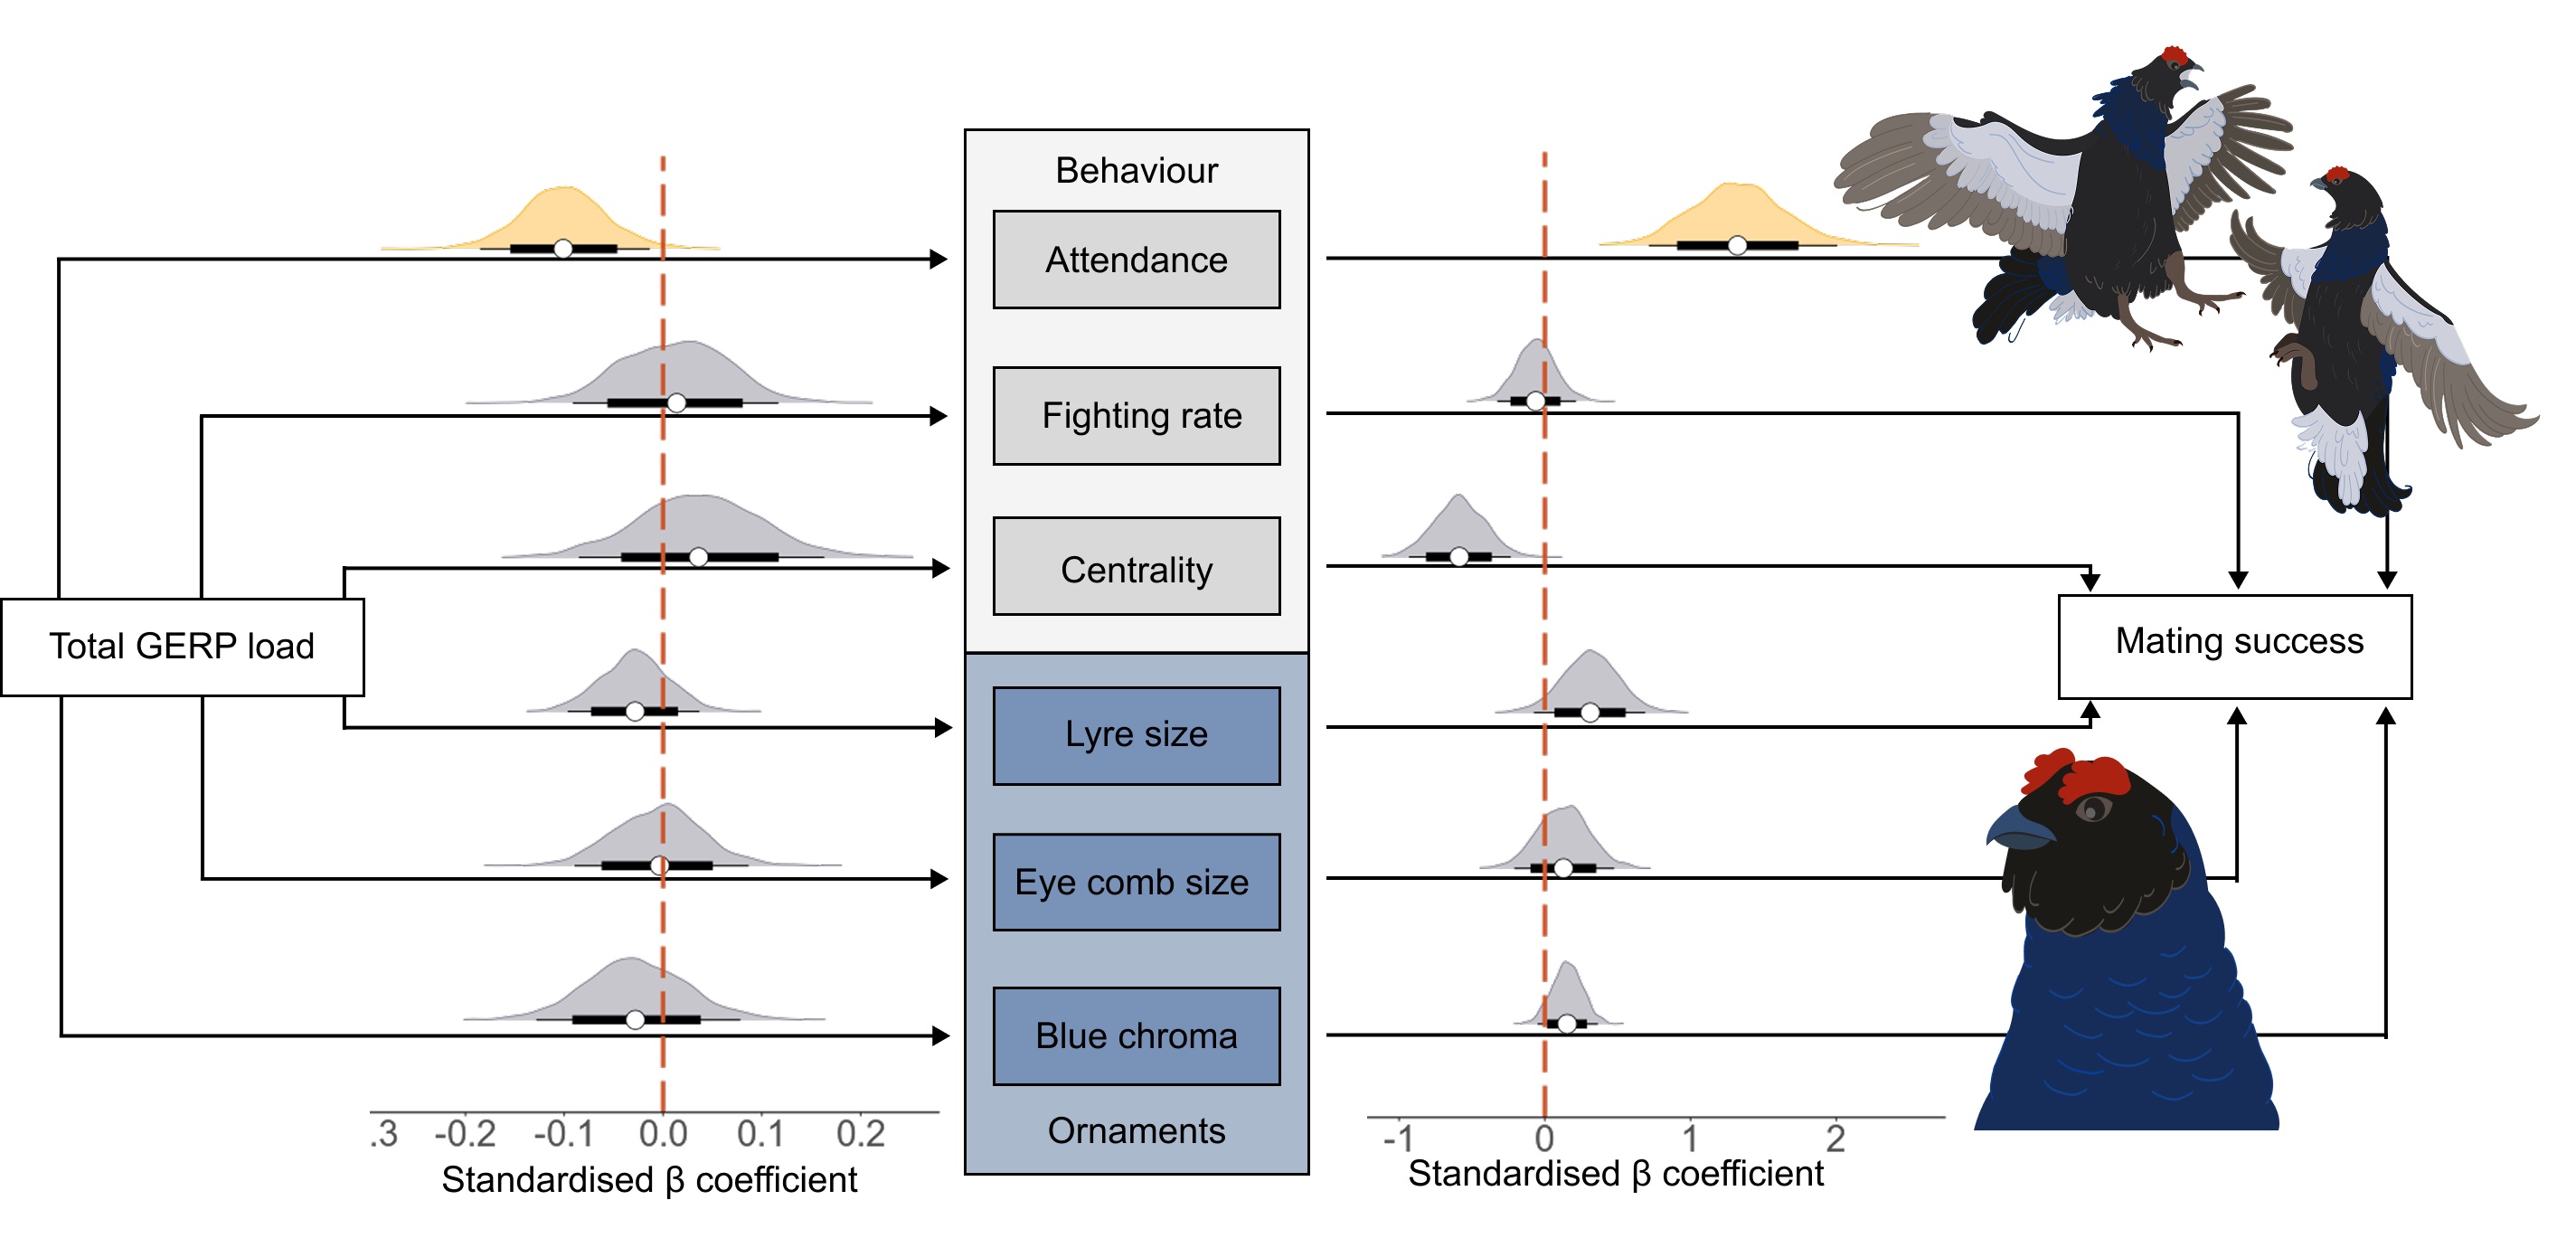 Behaviour
Attendance
Fighting rate
Centrality
Total GERP load
Mating success
Lyre size
Eye comb size
Blue chroma
Ornaments
.3 -0.2 -0.1 0.0 0.1 0.2
Standardised β coefficient
-1 0 1 2
Standardised β coefficient